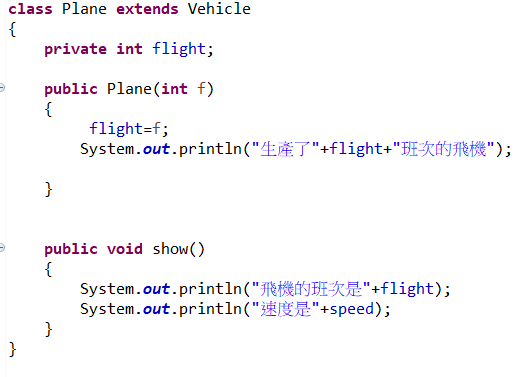 class Plane extends Vehicle
{
    private int flight;
    public Plane(int f)
    {
         flight=f;
        System.out.println("生產了"+flight+"班次的飛機");
    }
    public void show()
    {
        System.out.println("飛機的班次是"+flight);
        System.out.println("速度是"+speed);
    }
}